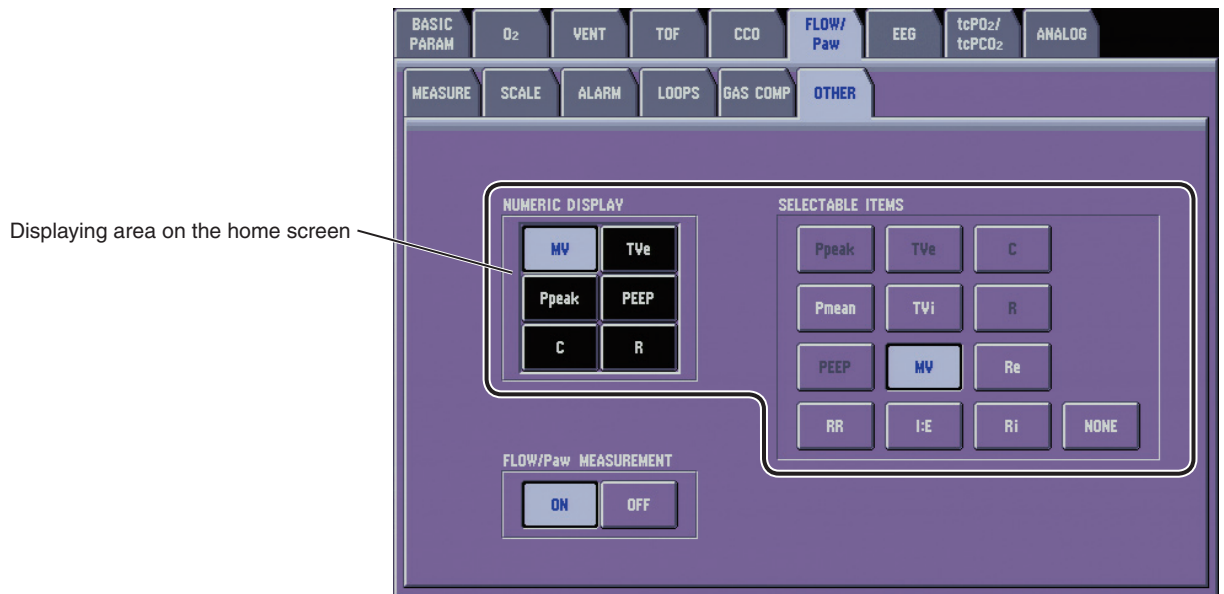 BASIC PARAM O2 VENT TOF CCO FLOW/Paw EEG tcPO2/tcPCO2 ANALOG
MEASURE SCALE ALARM LOOPS GAS COMP OTHER
Displaying area on the home screen
NUMERIC DISPLAY
MV TVe
Ppeak PEEP
C R
SELECTABLE ITEMS
Ppeak TVe C
Pmean TVi R
PEEP MV Re
RR I:E Ri NONE
FLOW/Paw MEASUREMENT
ON OFF